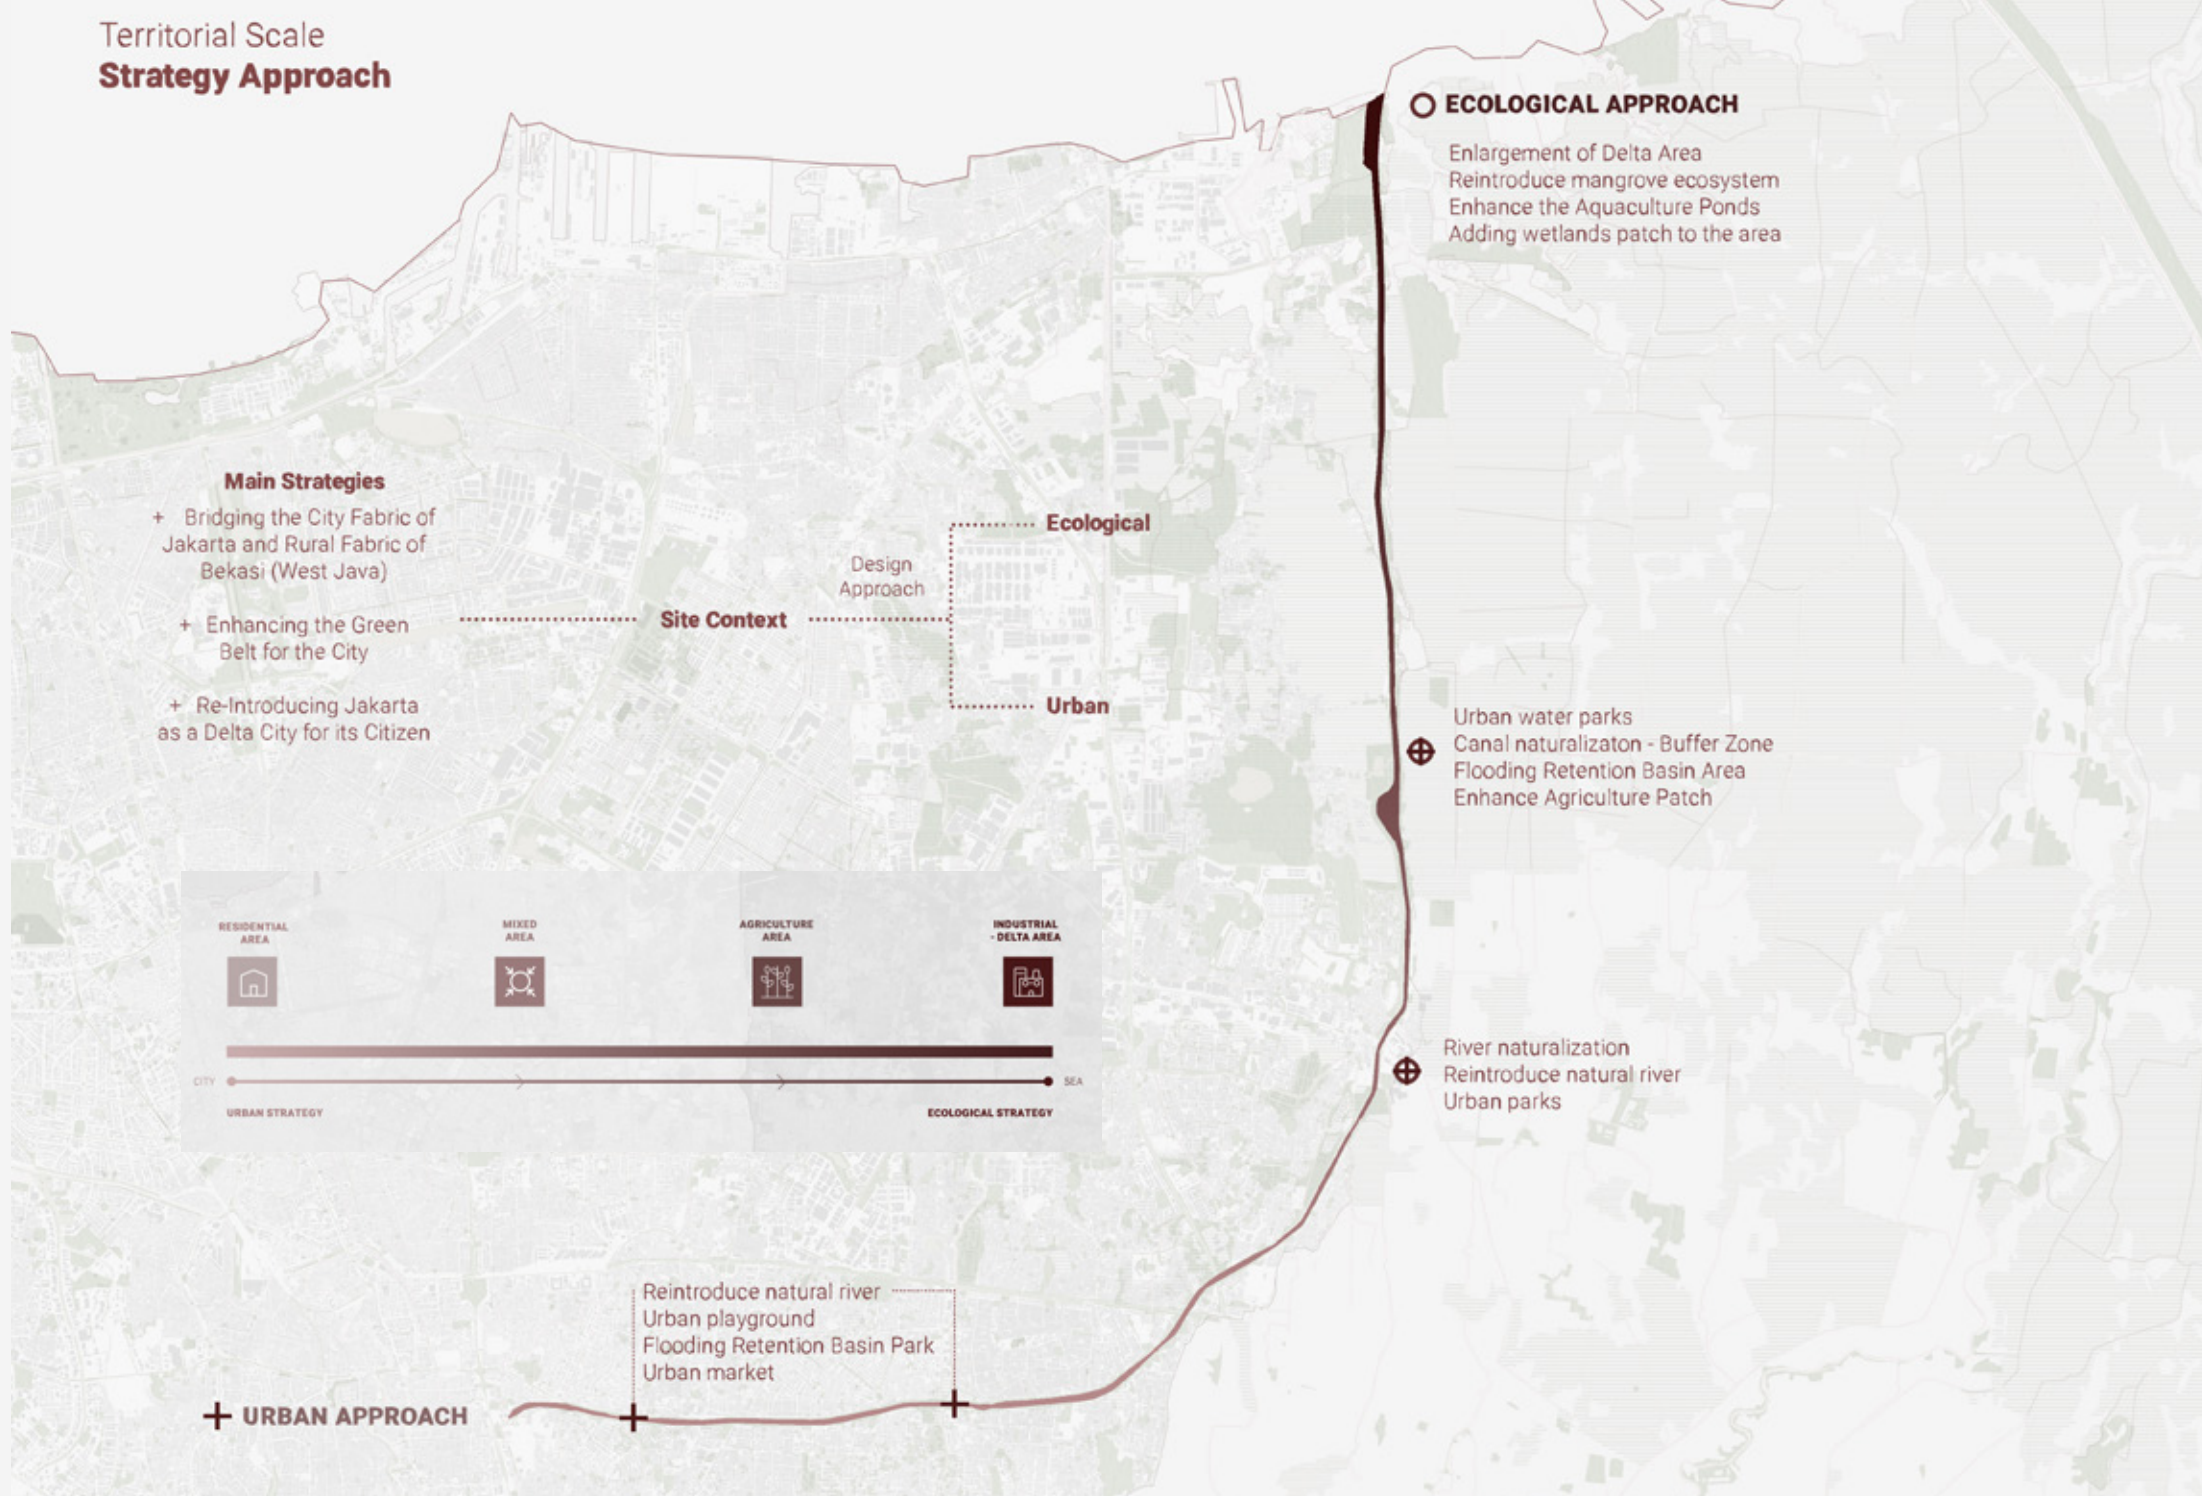 Territorial Scale
Strategy Approach
ECOLOGICAL APPROACH
Enlargement of Delta Area
Reintroduce mangrove ecosystem
Enhance the Aquaculture Ponds
Adding wetlands patch to the area
Main Strategies
+ Bridging the City Fabric of
Jakarta and Rural Fabric of
Bekasi (West Java)
+ Enhancing the Green
Belt for the City
+ Re-Introducing Jakarta
as a Delta City for its Citizen
Site Context
Design
Approach
Ecological
Urban
Urban water parks
Canal naturalizaton - Buffer Zone
Flooding Retention Basin Area
Enhance Agriculture Patch
RESIDENTIAL
AREA
MIXED
AREA
AGRICULTURE
AREA
INDUSTRIAL
- DELTA AREA
CITY
SEA
URBAN STRATEGY
ECOLOGICAL STRATEGY
River naturalization
Reintroduce natural river
Urban parks
Reintroduce natural river
Urban playground
Flooding Retention Basin Park
Urban market
URBAN APPROACH